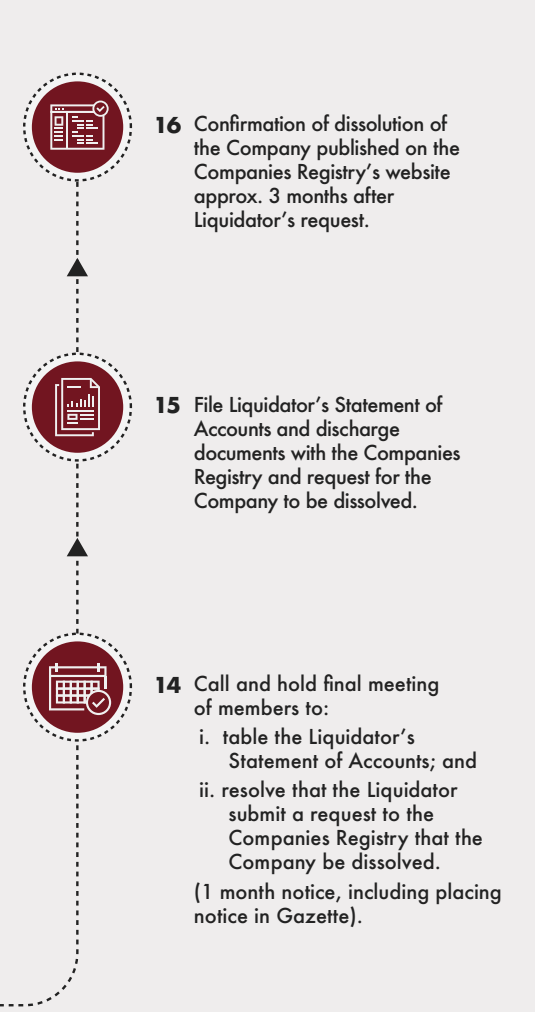 16 Confirmation of dissolution of
the Company published on the
Companies Registry's website
approx. 3 months after
Liquidator's request.
15 File Liquidator's Statement of
Accounts and discharge
documents with the Companies
Registry and request for the
Company to be dissolved.
14 Call and hold final meeting
of members to:
i. table the Liquidator's
Statement of Accounts; and
ii. resolve that the Liquidator
submit a request to the
Companies Registry that the
Company be dissolved.
(1 month notice, including placing
notice in Gazette).